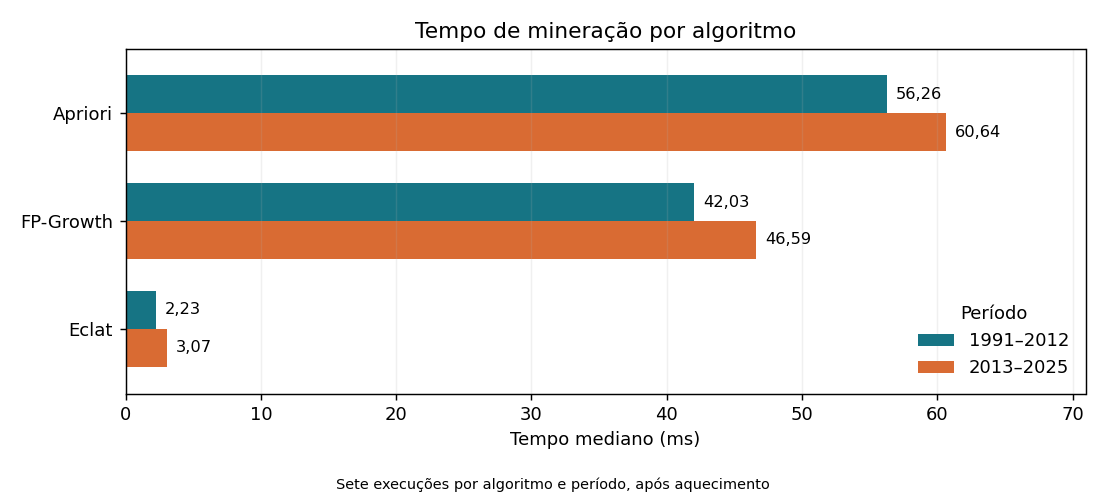 Tempo de mineração por algoritmo
Apriori
56,26
60,64
FP-Growth
42,03
46,59
Eclat
2,23
3,07
Período
1991–2012
2013–2025
0 10 20 30 40 50 60 70
Tempo mediano (ms)
Sete execuções por algoritmo e período, após aquecimento